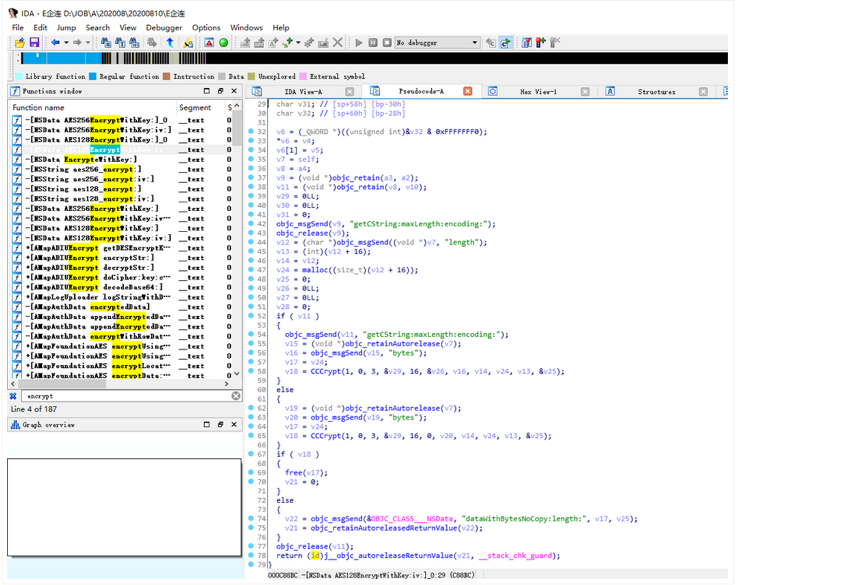 IDA - E企连 D:\JOB\A\202008\20200810\E企连
File Edit Jump Search View Debugger Options Windows Help
No debugger
Library function Regular function Instruction Data Unexplored External symbol
Functions window
IDA View-A
Pseudocode-A
Hex View-1
Structures
Function name Segment S
-[NSData AES256EncryptWithKey:]_0 __text 0
-[NSData AES256EncryptWithKey:iv:] __text 0
-[NSData AES128EncryptWithKey:]_0 __text 0
Encrypt
-[NSData EncrypteWithKey:] __text 0
-[NSString aes256_encrypt:] __text 0
-[NSString aes256_encrypt:iv:] __text 0
-[NSString aes128_encrypt:] __text 0
-[NSString aes128_encrypt:iv:] __text 0
-[NSData AES256EncryptWithKey:] __text 0
-[NSData AES256EncryptWithKey:iv… __text 0
-[NSData AES128EncryptWithKey:] __text 0
-[NSData AES128EncryptWithKey:iv:] __text 0
+[AMapADIUEncrypt getDESEncryptK… __text 0
+[AMapADIUEncrypt encryptStr:] __text 0
+[AMapADIUEncrypt decryptStr:] __text 0
+[AMapADIUEncrypt doCipher:key:c… __text 0
+[AMapADIUEncrypt decodeBase64:] __text 0
+[AMapLogUploader logStringWithD… __text 0
-[AMapAuthData encryptedData] __text 0
-[AMapAuthData appendEncryptedDa… __text 0
-[AMapAuthData appendEncryptedDa… __text 0
-[AMapAuthData encryptWithRowDat… __text 0
+[AMapFoundationAES encryptUsing… __text 0
+[AMapFoundationAES encryptUsing… __text 0
+[AMapFoundationAES encryptLocat… __text 0
+[AMapFoundationAES encryptData:… __text 0
encrypt
Line 4 of 187
Graph overview
29 char v31; // [sp+58h] [bp-30h]
30 char v32; // [sp+60h] [bp-28h]
31
32 v6 = (_QWORD *)((unsigned int)&v32 & 0xFFFFFFF0);
33 *v6 = v4;
34 v6[1] = v5;
35 v7 = self;
36 v8 = a4;
37 v9 = (void *)objc_retain(a3, a2);
38 v11 = (void *)objc_retain(v8, v10);
39 v29 = 0LL;
40 v30 = 0LL;
41 v31 = 0;
42 objc_msgSend(v9, "getCString:maxLength:encoding:");
43 objc_release(v9);
44 v12 = (char *)objc_msgSend((void *)v7, "length");
45 v13 = (int)(v12 + 16);
46 v14 = v12;
47 v24 = malloc((size_t)(v12 + 16));
48 v25 = 0;
49 v26 = 0LL;
50 v27 = 0LL;
51 v28 = 0;
52 if ( v11 )
53 {
54 objc_msgSend(v11, "getCString:maxLength:encoding:");
55 v15 = (void *)objc_retainAutorelease(v7);
56 v16 = objc_msgSend(v15, "bytes");
57 v17 = v24;
58 v18 = CCCrypt(1, 0, 3, &v29, 16, &v26, v16, v14, v24, v13, &v25);
59 }
60 else
61 {
62 v19 = (void *)objc_retainAutorelease(v7);
63 v20 = objc_msgSend(v19, "bytes");
64 v17 = v24;
65 v18 = CCCrypt(1, 0, 3, &v29, 16, 0, v20, v14, v24, v13, &v25);
66 }
67 if ( v18 )
68 {
69 free(v17);
70 v21 = 0;
71 }
72 else
73 {
74 v22 = objc_msgSend(&OBJC_CLASS___NSData, "dataWithBytesNoCopy:length:", v17, v25);
75 v21 = objc_retainAutoreleasedReturnValue(v22);
76 }
77 objc_release(v11);
78 return (id)j__objc_autoreleaseReturnValue(v21, __stack_chk_guard);
79 }
000C88BC -[NSData AES128EncryptWithKey:iv:]_0:29 (C88BC)